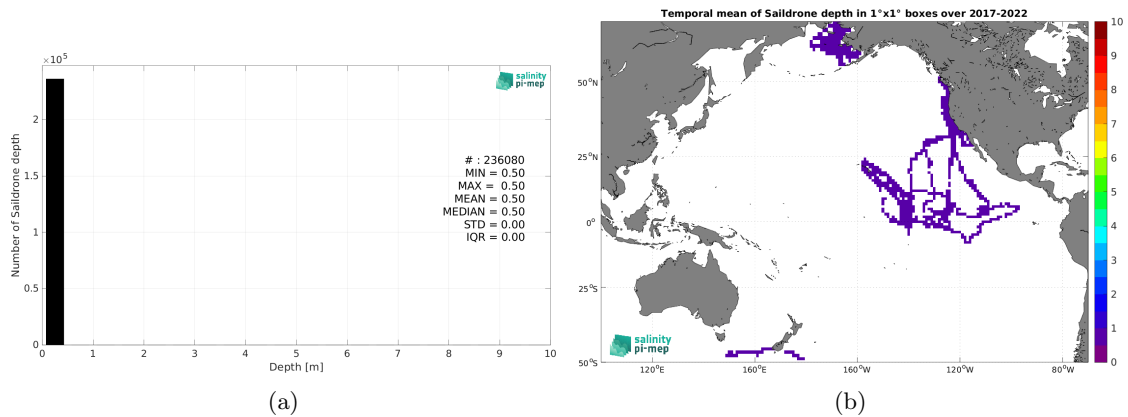 ×10⁵
2
1.5
1
0.5
0
Number of Saildrone depth
0 1 2 3 4 5 6 7 8 9 10
Depth [m]
salinity
pi-mep
# : 236080
MIN = 0.50
MAX = 0.50
MEAN = 0.50
MEDIAN = 0.50
STD = 0.00
IQR = 0.00
(a)
Temporal mean of Saildrone depth in 1°x1° boxes over 2017-2022
50°N
25°N
0°
25°S
50°S
120°E 160°E 160°W 120°W 80°W
salinity
pi-mep
10
9
8
7
6
5
4
3
2
1
0
(b)